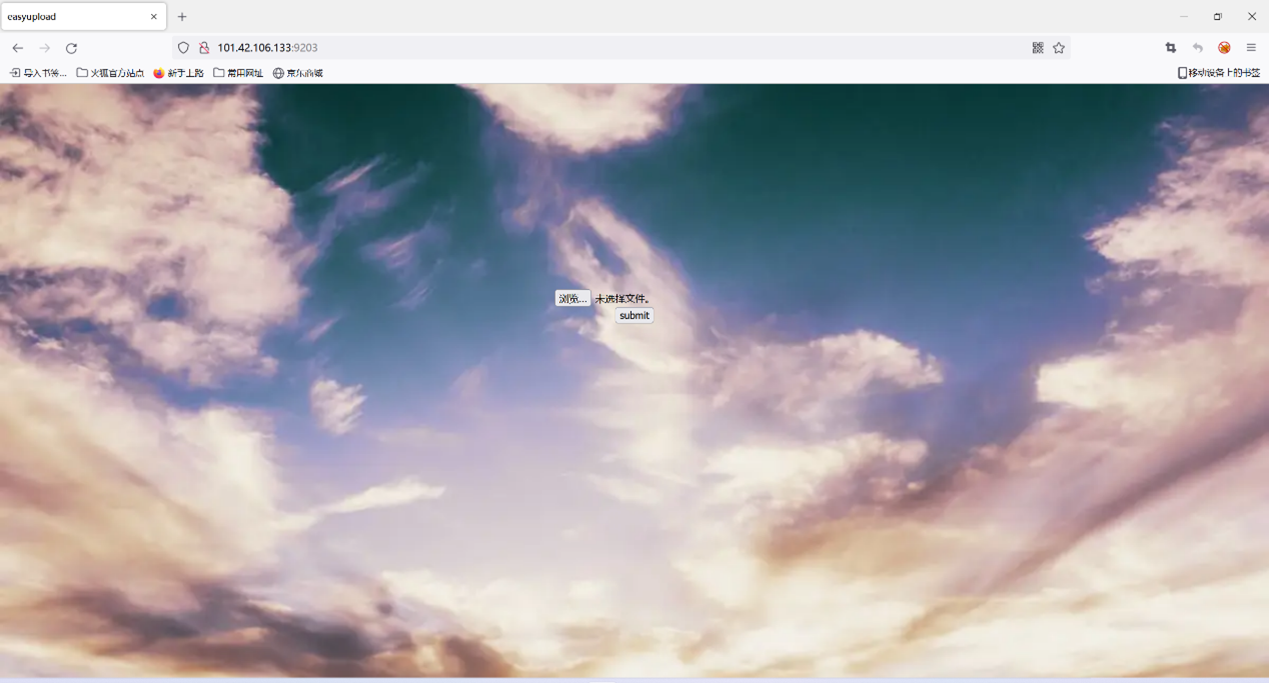 easyupload
101.42.106.133:9203
导入书签... 火狐官方站点 新手上路 常用网址 京东商城 移动设备上的书签
浏览... 未选择文件。
submit